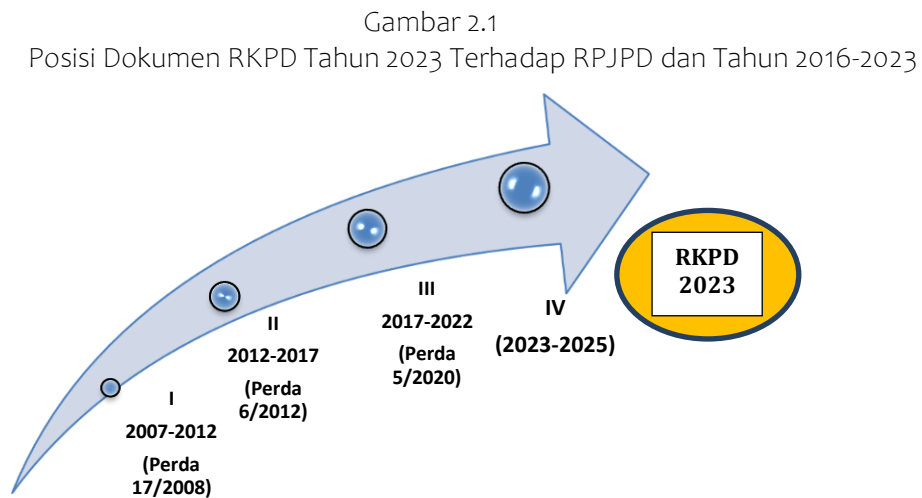 Gambar 2.1
Posisi Dokumen RKPD Tahun 2023 Terhadap RPJPD dan Tahun 2016-2023
I
2007-2012
(Perda
17/2008)
II
2012-2017
(Perda
6/2012)
III
2017-2022
(Perda
5/2020)
IV
(2023-2025)
RKPD
2023